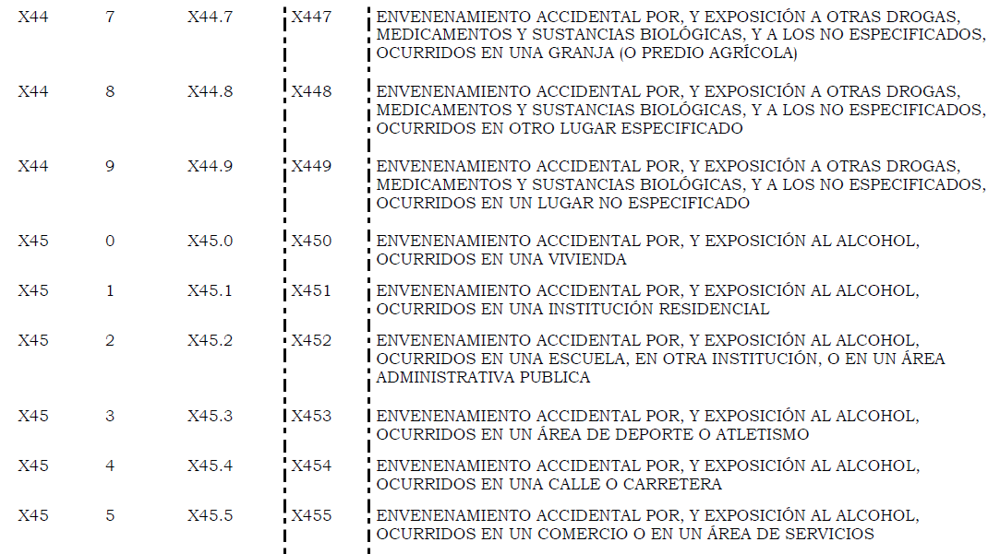 X44 7 X44.7 X447 ENVENENAMIENTO ACCIDENTAL POR, Y EXPOSICIÓN A OTRAS DROGAS,
MEDICAMENTOS Y SUSTANCIAS BIOLÓGICAS, Y A LOS NO ESPECIFICADOS,
OCURRIDOS EN UNA GRANJA (O PREDIO AGRÍCOLA)
X44 8 X44.8 X448 ENVENENAMIENTO ACCIDENTAL POR, Y EXPOSICIÓN A OTRAS DROGAS,
MEDICAMENTOS Y SUSTANCIAS BIOLÓGICAS, Y A LOS NO ESPECIFICADOS,
OCURRIDOS EN OTRO LUGAR ESPECIFICADO
X44 9 X44.9 X449 ENVENENAMIENTO ACCIDENTAL POR, Y EXPOSICIÓN A OTRAS DROGAS,
MEDICAMENTOS Y SUSTANCIAS BIOLÓGICAS, Y A LOS NO ESPECIFICADOS,
OCURRIDOS EN UN LUGAR NO ESPECIFICADO
X45 0 X45.0 X450 ENVENENAMIENTO ACCIDENTAL POR, Y EXPOSICIÓN AL ALCOHOL,
OCURRIDOS EN UNA VIVIENDA
X45 1 X45.1 X451 ENVENENAMIENTO ACCIDENTAL POR, Y EXPOSICIÓN AL ALCOHOL,
OCURRIDOS EN UNA INSTITUCIÓN RESIDENCIAL
X45 2 X45.2 X452 ENVENENAMIENTO ACCIDENTAL POR, Y EXPOSICIÓN AL ALCOHOL,
OCURRIDOS EN UNA ESCUELA, EN OTRA INSTITUCIÓN, O EN UN ÁREA
ADMINISTRATIVA PUBLICA
X45 3 X45.3 X453 ENVENENAMIENTO ACCIDENTAL POR, Y EXPOSICIÓN AL ALCOHOL,
OCURRIDOS EN UN ÁREA DE DEPORTE O ATLETISMO
X45 4 X45.4 X454 ENVENENAMIENTO ACCIDENTAL POR, Y EXPOSICIÓN AL ALCOHOL,
OCURRIDOS EN UNA CALLE O CARRETERA
X45 5 X45.5 X455 ENVENENAMIENTO ACCIDENTAL POR, Y EXPOSICIÓN AL ALCOHOL,
OCURRIDOS EN UN COMERCIO O EN UN ÁREA DE SERVICIOS